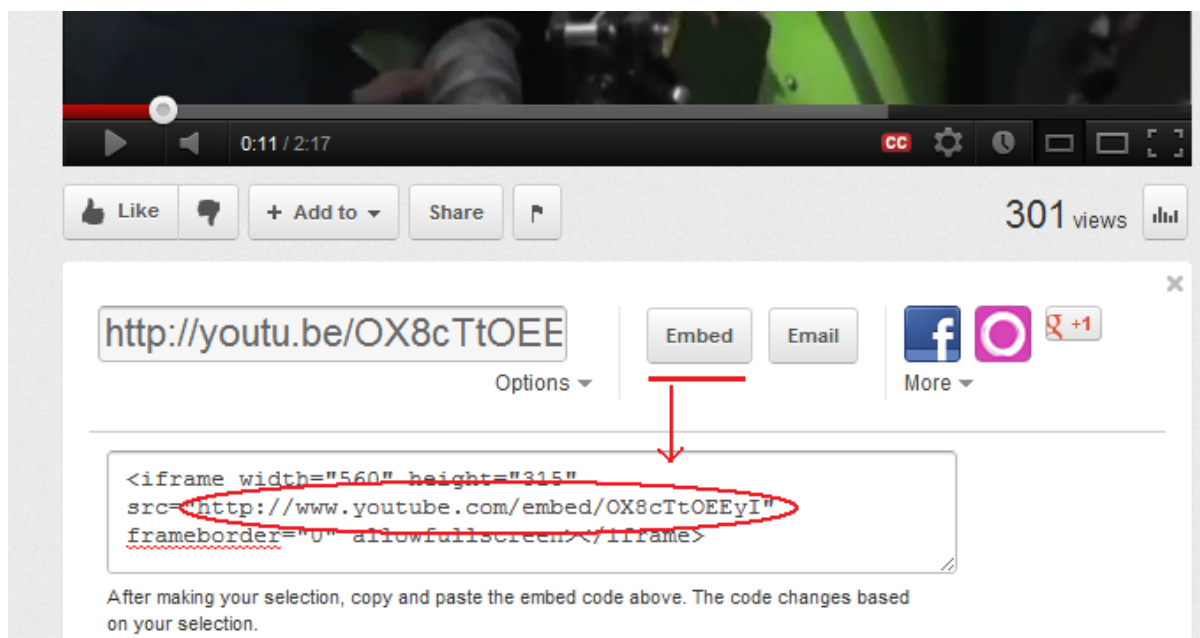 0:11 / 2:17
CC
Like
+ Add to
Share
301 views
http://youtu.be/OX8cTtOEE
Embed
Email
f
g +1
Options
More
<iframe width="560" height="315"
src="http://www.youtube.com/embed/OX8cTtOEEyI"
frameborder="0" allowfullscreen></iframe>
After making your selection, copy and paste the embed code above. The code changes based
on your selection.